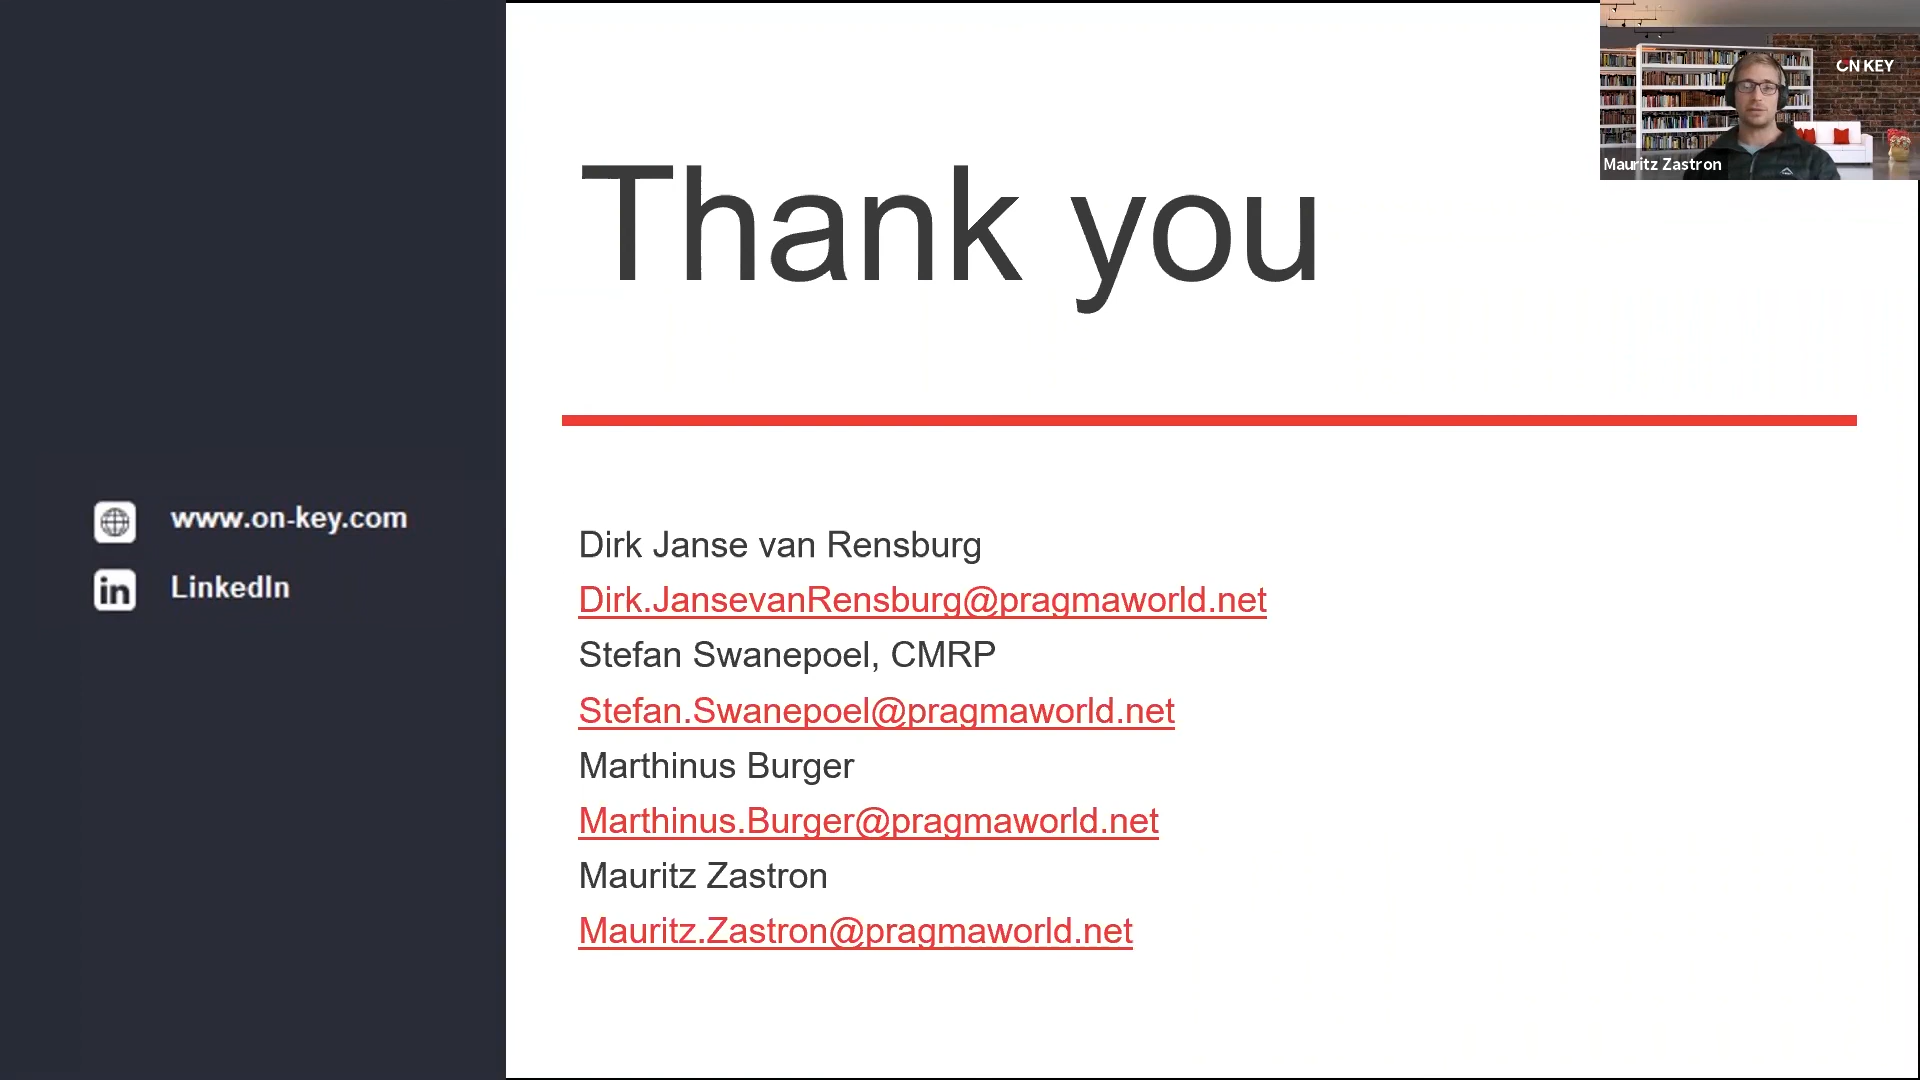 Thank you
www.on-key.com
LinkedIn
Dirk Janse van Rensburg
Dirk.JansevanRensburg@pragmaworld.net
Stefan Swanepoel, CMRP
Stefan.Swanepoel@pragmaworld.net
Marthinus Burger
Marthinus.Burger@pragmaworld.net
Mauritz Zastron
Mauritz.Zastron@pragmaworld.net
ON KEY
Mauritz Zastron